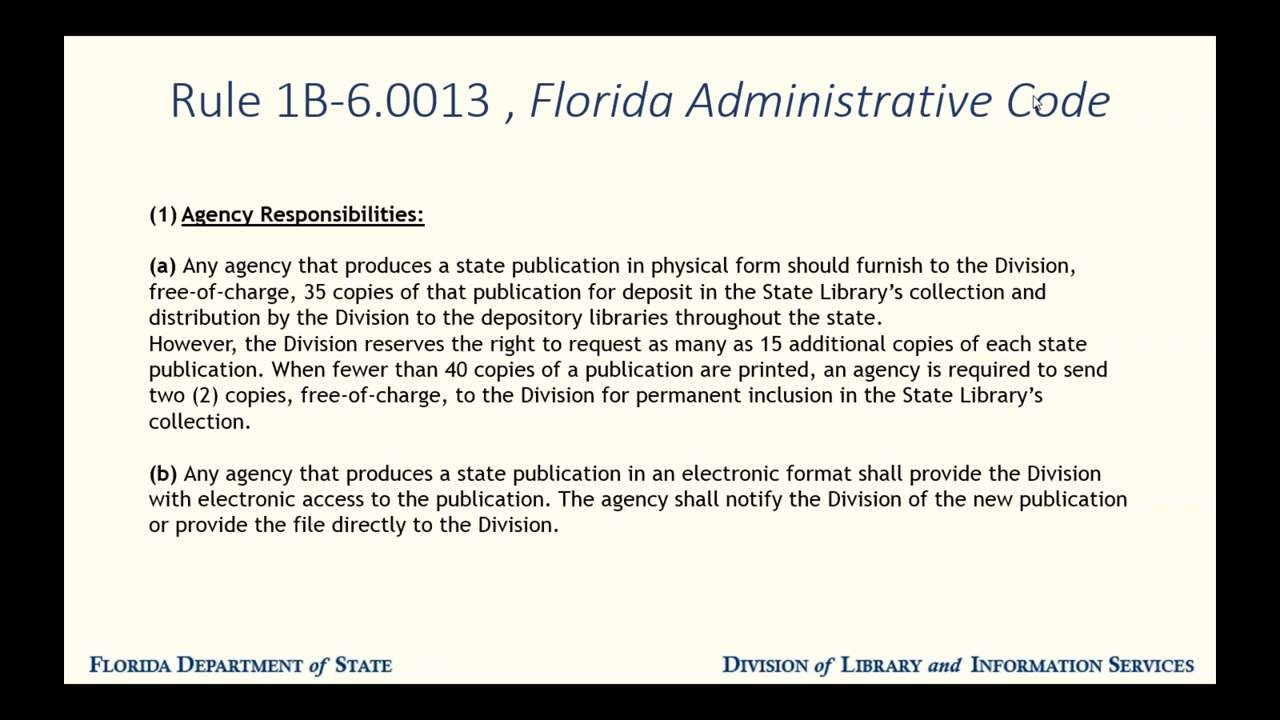 Rule 1B-6.0013 , Florida Administrative Code
(1) Agency Responsibilities:
(a) Any agency that produces a state publication in physical form should furnish to the Division,
free-of-charge, 35 copies of that publication for deposit in the State Library’s collection and
distribution by the Division to the depository libraries throughout the state.
However, the Division reserves the right to request as many as 15 additional copies of each state
publication. When fewer than 40 copies of a publication are printed, an agency is required to send
two (2) copies, free-of-charge, to the Division for permanent inclusion in the State Library’s
collection.
(b) Any agency that produces a state publication in an electronic format shall provide the Division
with electronic access to the publication. The agency shall notify the Division of the new publication
or provide the file directly to the Division.
FLORIDA DEPARTMENT of STATE
DIVISION of LIBRARY and INFORMATION SERVICES